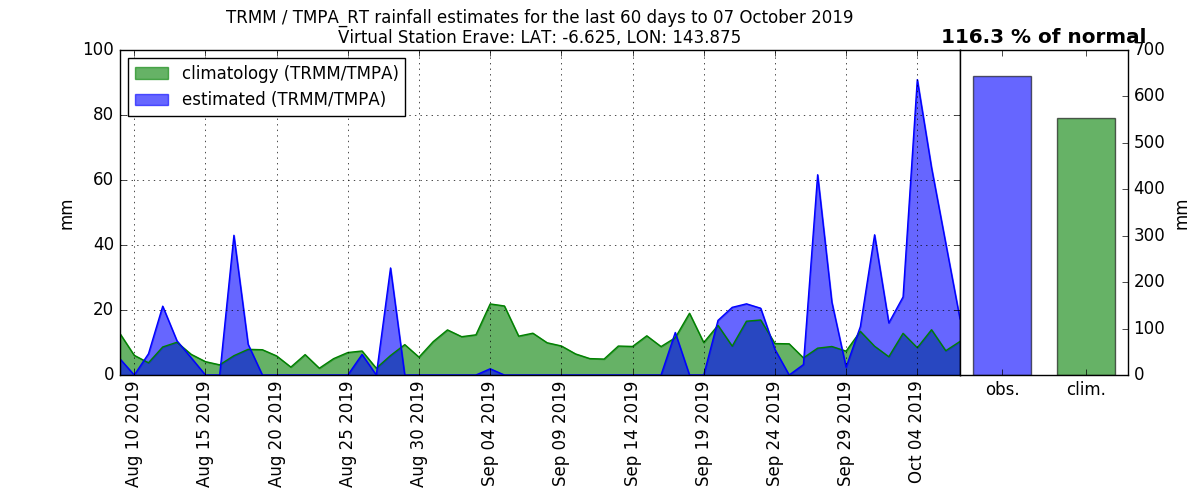 TRMM / TMPA_RT rainfall estimates for the last 60 days to 07 October 2019
Virtual Station Erave: LAT: -6.625, LON: 143.875
116.3 % of normal
climatology (TRMM/TMPA)
estimated (TRMM/TMPA)
100
80
60
40
20
0
mm
Aug 10 2019
Aug 15 2019
Aug 20 2019
Aug 25 2019
Aug 30 2019
Sep 04 2019
Sep 09 2019
Sep 14 2019
Sep 19 2019
Sep 24 2019
Sep 29 2019
Oct 04 2019
obs.
clim.
700
600
500
400
300
200
100
0
mm